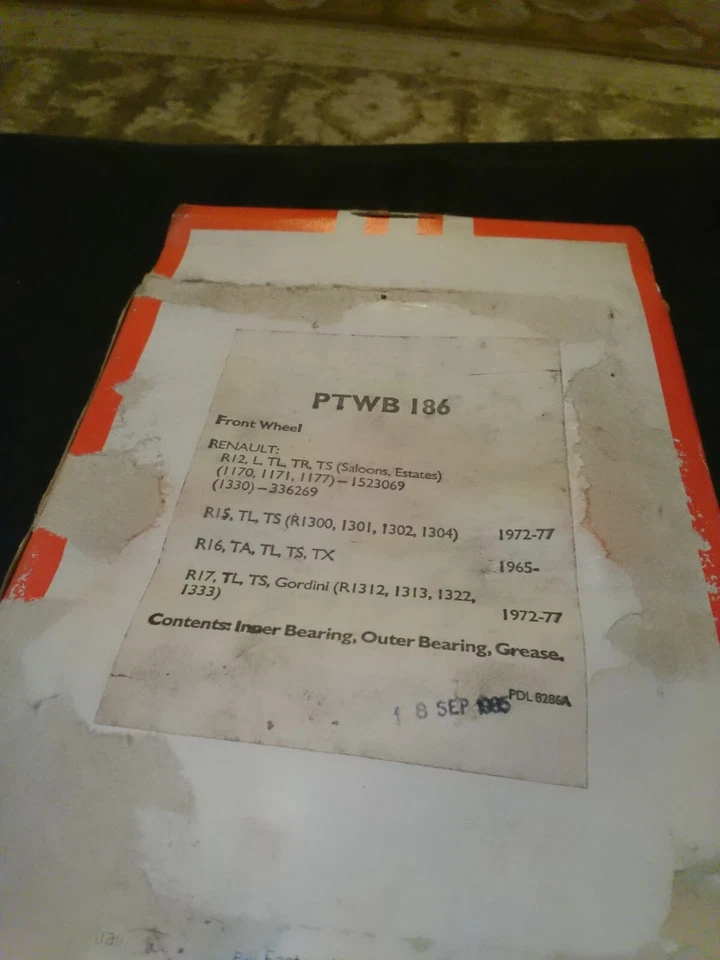 PTWB 186
Front Wheel
RENAULT:
R12, L, TL, TR, TS (Saloons, Estates)
(1170, 1171, 1177)—1523069
(1330)—336269
R15, TL, TS (R1300, 1301, 1302, 1304) 1972-77
R16, TA, TL, TS, TX 1965-
R17, TL, TS, Gordini (R1312, 1313, 1322,
1333) 1972-77
Contents: Inner Bearing, Outer Bearing, Grease.
PDL 8286A
18 SEP 1985